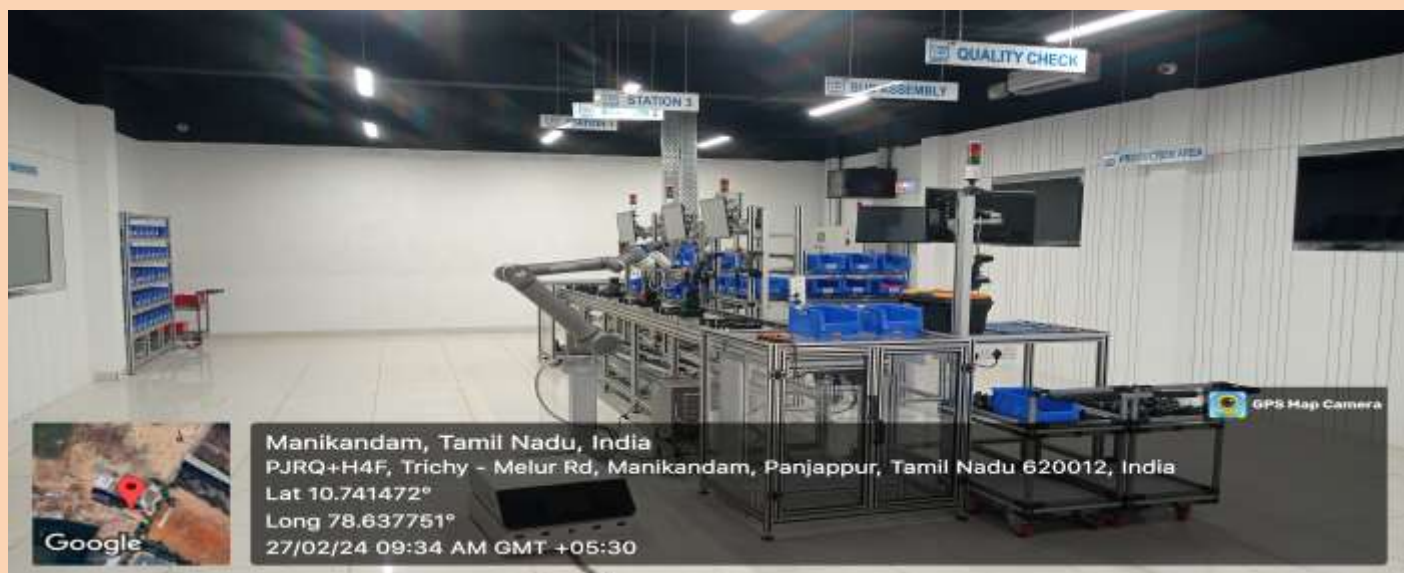 QUALITY CHECK
SUB ASSEMBLY
STATION 3
PRODUCTION AREA
GPS Map Camera
Manikandam, Tamil Nadu, India
PJRQ+H4F, Trichy - Melur Rd, Manikandam, Panjappur, Tamil Nadu 620012, India
Lat 10.741472°
Long 78.637751°
27/02/24 09:34 AM GMT +05:30
Google